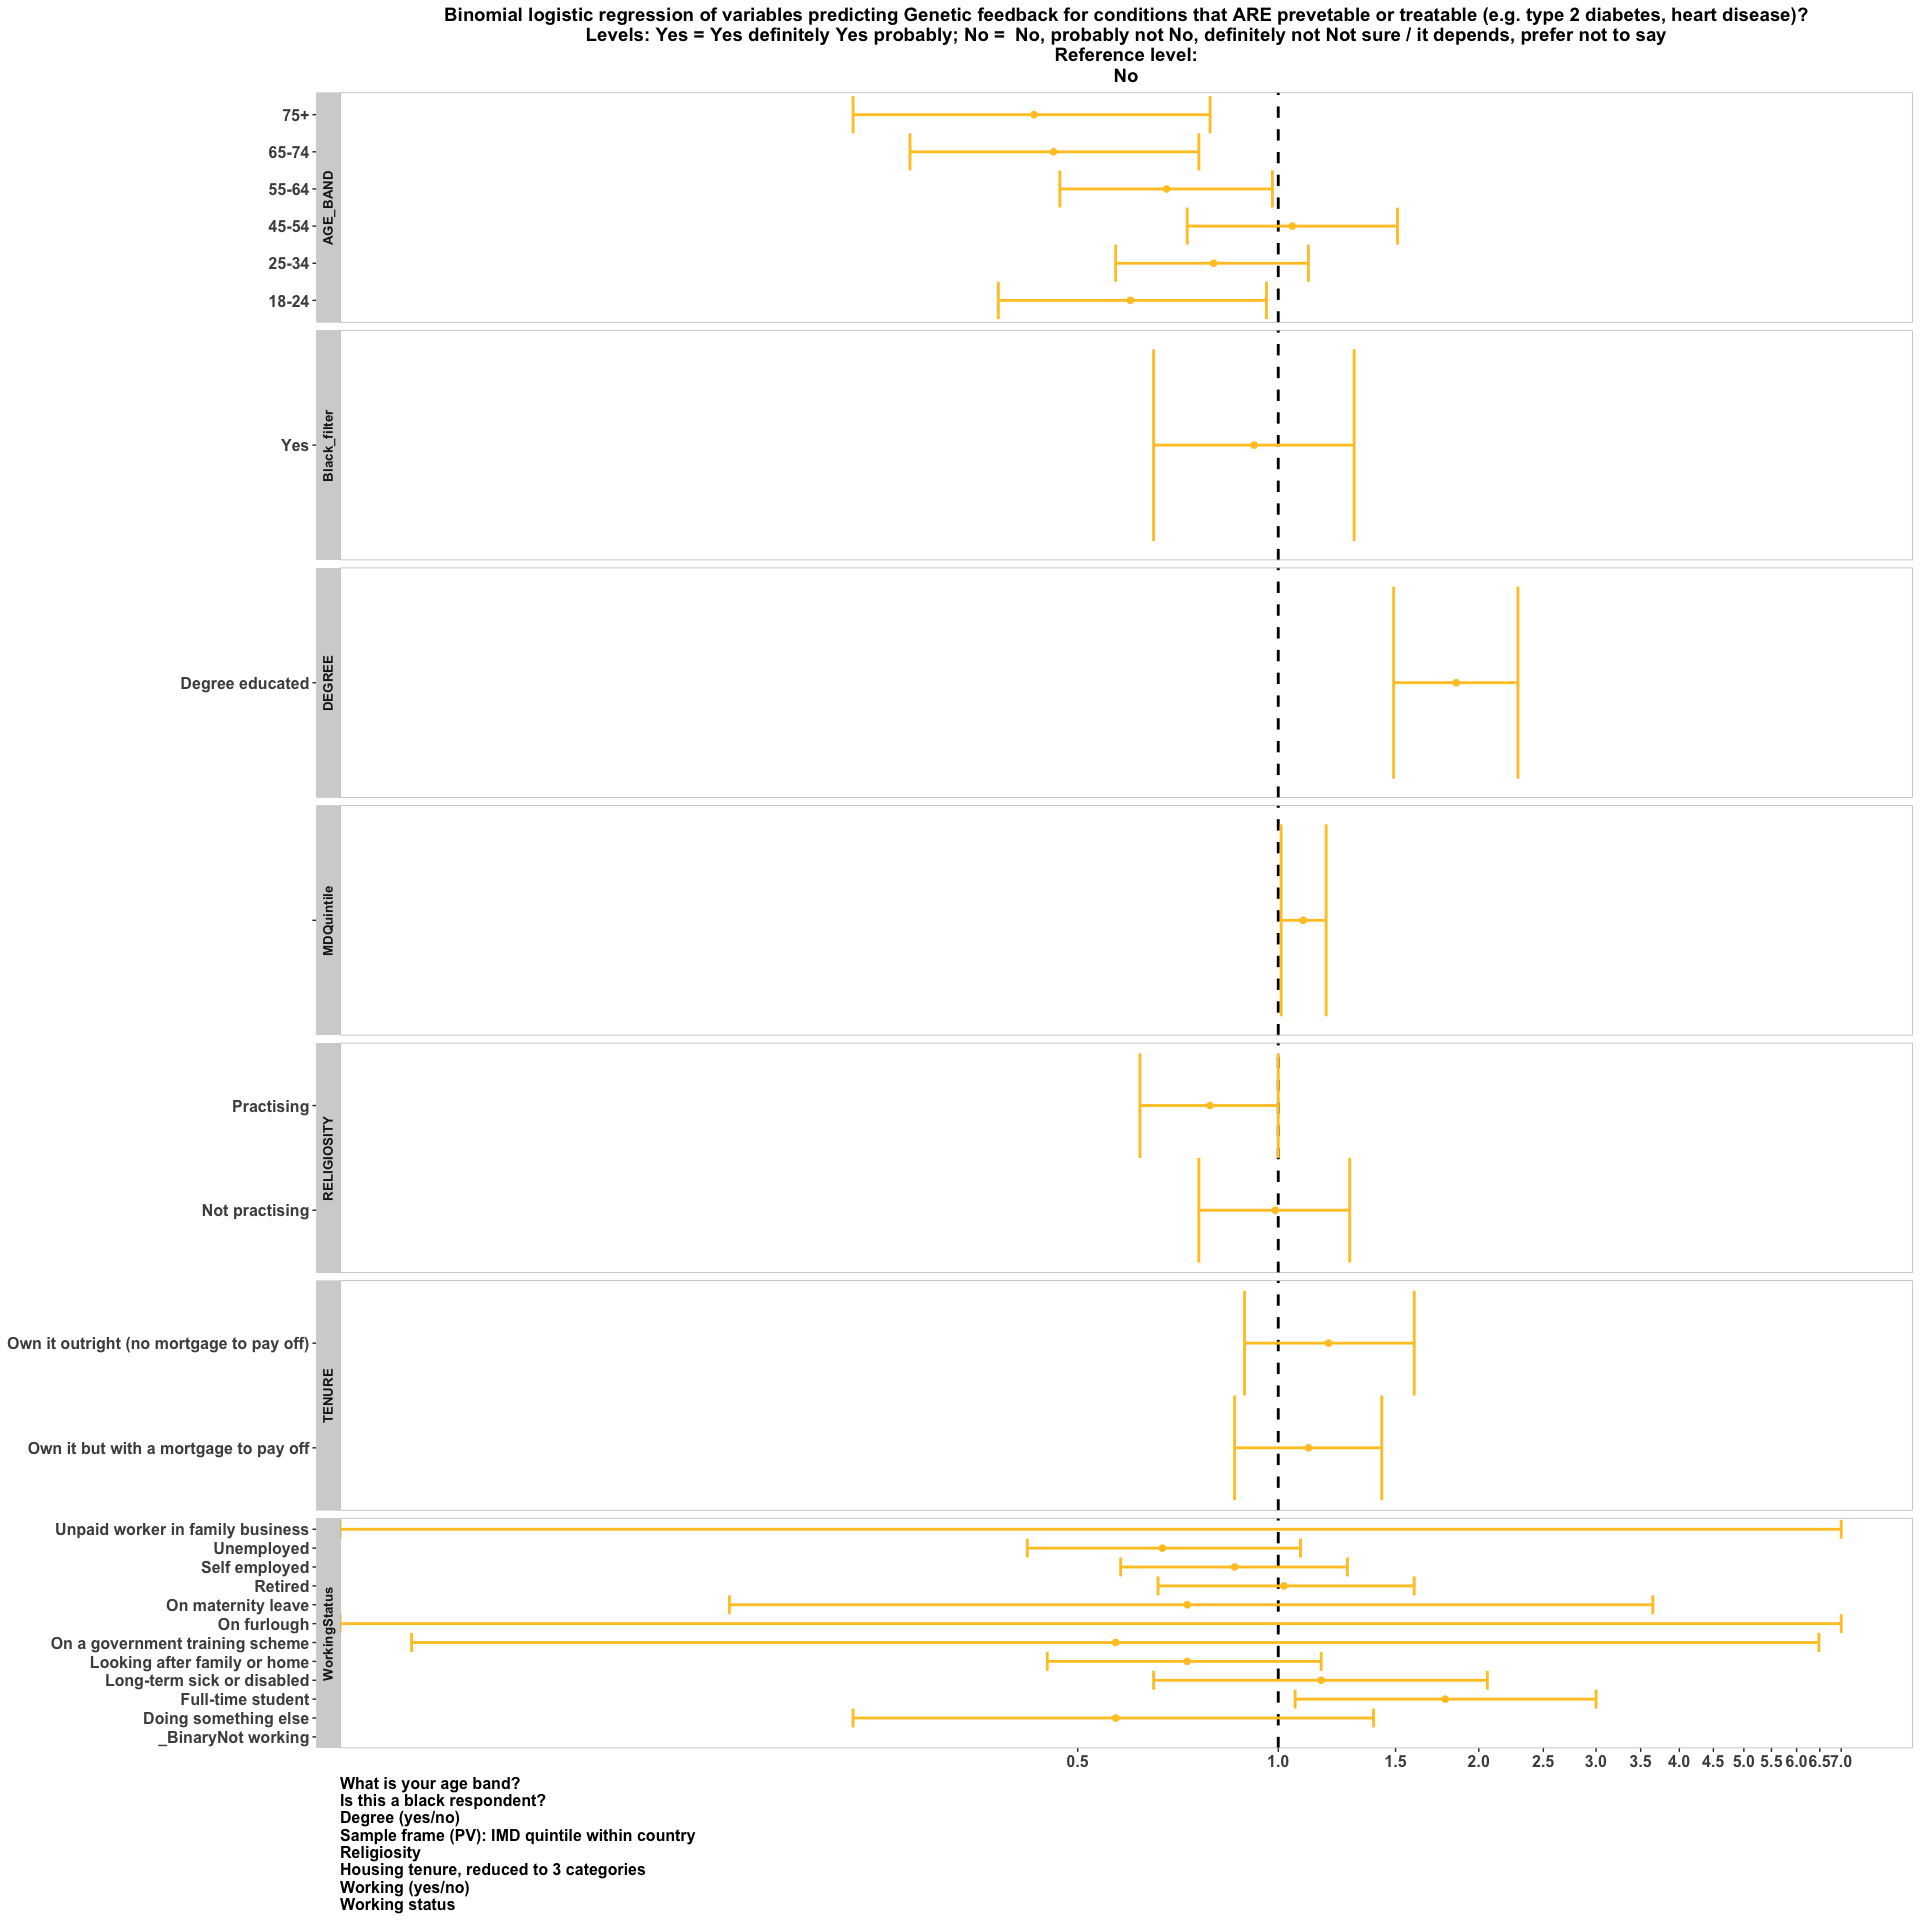 Binomial logistic regression of variables predicting Genetic feedback for conditions that ARE prevetable or treatable (e.g. type 2 diabetes, heart disease)?
Levels: Yes = Yes definitely Yes probably; No =  No, probably not No, definitely not Not sure / it depends, prefer not to say
Reference level:
No
AGE_BAND
75+
65-74
55-64
45-54
25-34
18-24
Black_filter
Yes
DEGREE
Degree educated
MDQuintile
RELIGIOSITY
Practising
Not practising
TENURE
Own it outright (no mortgage to pay off)
Own it but with a mortgage to pay off
WorkingStatus
Unpaid worker in family business
Unemployed
Self employed
Retired
On maternity leave
On furlough
On a government training scheme
Looking after family or home
Long-term sick or disabled
Full-time student
Doing something else
_BinaryNot working
0.5 1.0 1.5 2.0 2.5 3.0 3.5 4.0 4.5 5.0 5.5 6.0 6.5 7.0
What is your age band?
Is this a black respondent?
Degree (yes/no)
Sample frame (PV): IMD quintile within country
Religiosity
Housing tenure, reduced to 3 categories
Working (yes/no)
Working status